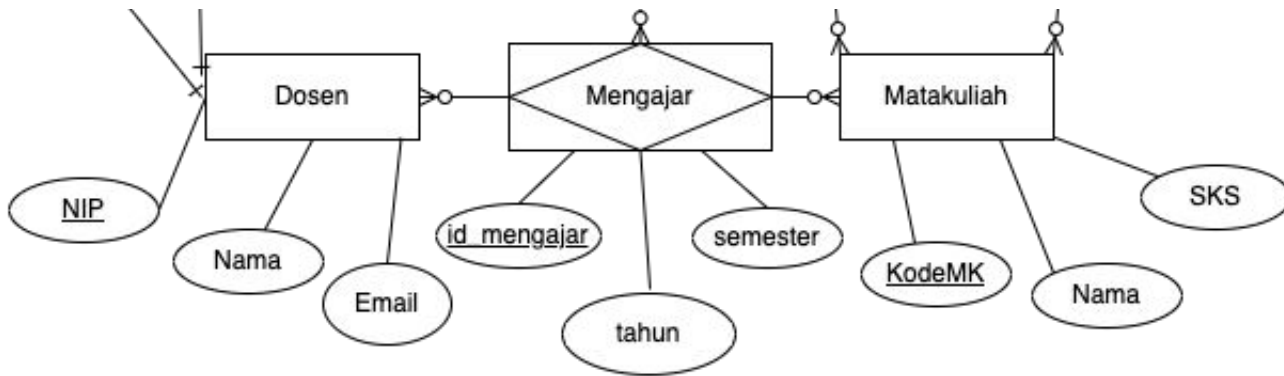 Dosen
Mengajar
Matakuliah
NIP
Nama
Email
id_mengajar
tahun
semester
KodeMK
Nama
SKS